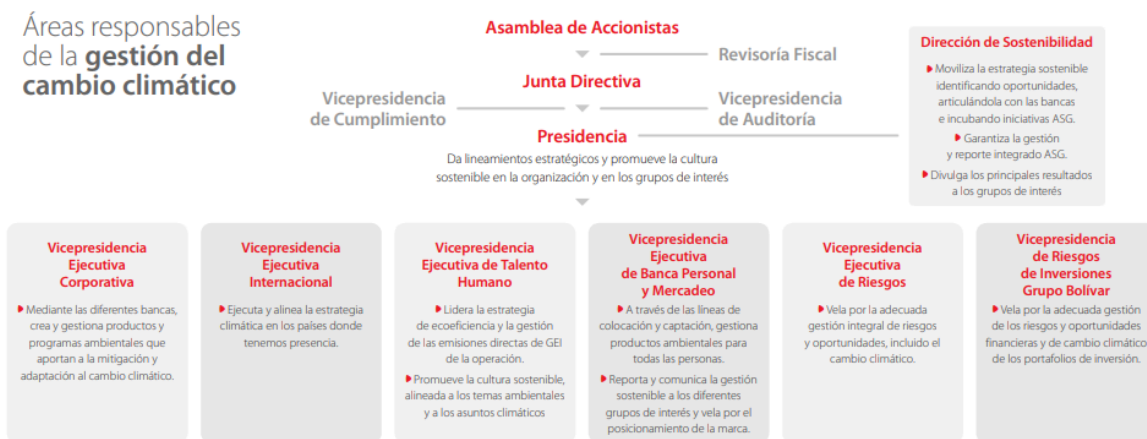 Áreas responsables
de la gestión del
cambio climático
Asamblea de Accionistas
Revisoría Fiscal
Junta Directiva
Vicepresidencia
de Cumplimiento
Vicepresidencia
de Auditoría
Presidencia
Da lineamientos estratégicos y promueve la cultura
sostenible en la organización y en los grupos de interés
Dirección de Sostenibilidad
Moviliza la estrategia sostenible
identificando oportunidades,
articulándola con las bancas
e incubando iniciativas ASG.
Garantiza la gestión
y reporte integrado ASG.
Divulga los principales resultados
a los grupos de interés
Vicepresidencia
Ejecutiva
Corporativa
Mediante las diferentes bancas,
crea y gestiona productos y
programas ambientales que
aportan a la mitigación y
adaptación al cambio climático.
Vicepresidencia
Ejecutiva
Internacional
Ejecuta y alinea la estrategia
climática en los países donde
tenemos presencia.
Vicepresidencia
Ejecutiva de Talento
Humano
Lidera la estrategia
de ecoeficiencia y la gestión
de las emisiones directas de GEI
de la operación.
Promueve la cultura sostenible,
alineada a los temas ambientales
y a los asuntos climáticos
Vicepresidencia
Ejecutiva
de Banca Personal
y Mercadeo
A través de las líneas de
colocación y captación, gestiona
productos ambientales para
todas las personas.
Reporta y comunica la gestión
sostenible a los diferentes
grupos de interés y vela por el
posicionamiento de la marca.
Vicepresidencia
Ejecutiva
de Riesgos
Vela por la adecuada
gestión integral de riesgos
y oportunidades, incluido el
cambio climático.
Vicepresidencia
de Riesgos
de Inversiones
Grupo Bolívar
Vela por la adecuada gestión
de los riesgos y oportunidades
financieras y de cambio climático
de los portafolios de inversión.